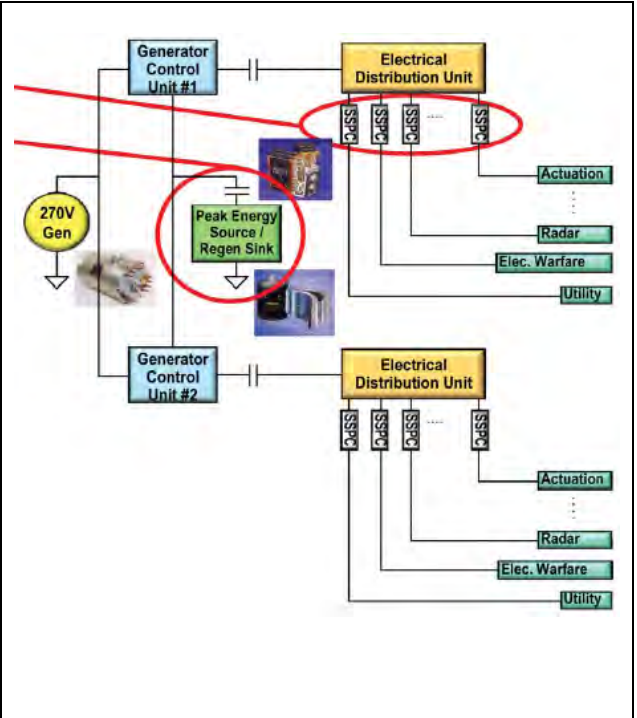 Generator
Control
Unit #1
Electrical
Distribution Unit
SSPC
SSPC
SSPC
....
SSPC
Actuation
Radar
Elec. Warfare
Utility
270V
Gen
Peak Energy
Source /
Regen Sink
Generator
Control
Unit #2
Electrical
Distribution Unit
SSPC
SSPC
SSPC
....
SSPC
Actuation
Radar
Elec. Warfare
Utility